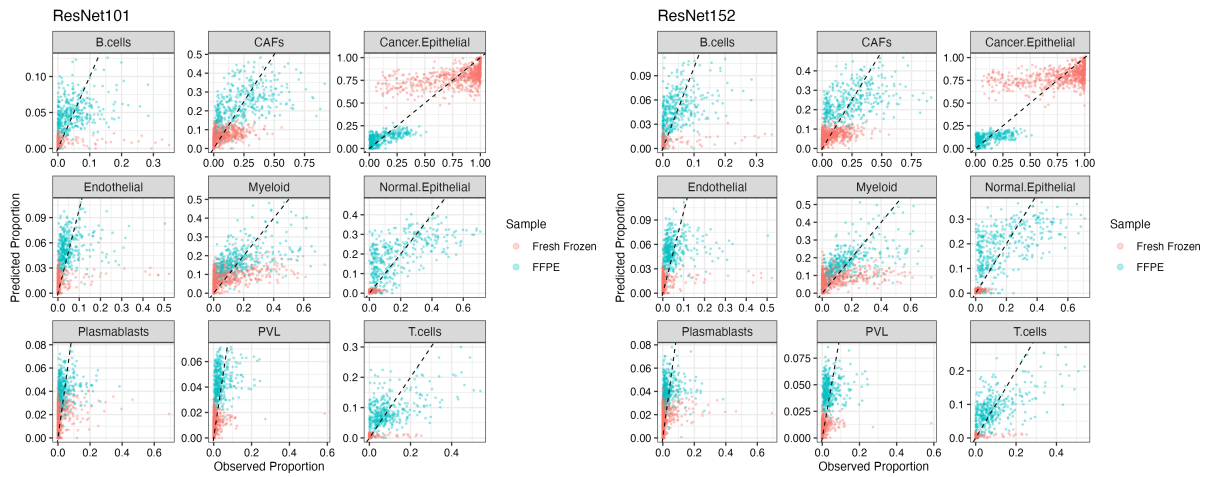 ResNet101
B.cells CAFs Cancer.Epithelial
0.00 0.05 0.10
0.0 0.1 0.2 0.3
0.0 0.1 0.2 0.3 0.4 0.5
0.00 0.25 0.50 0.75
0.00 0.25 0.50 0.75 1.00
0.00 0.25 0.50 0.75 1.00
Endothelial Myeloid Normal.Epithelial
0.00 0.03 0.06 0.09
0.0 0.1 0.2 0.3 0.4 0.5
0.0 0.1 0.2 0.3 0.4 0.5
0.0 0.2 0.4 0.6
0.0 0.1 0.2 0.3 0.4
0.0 0.2 0.4 0.6
Plasmablasts PVL T.cells
0.00 0.02 0.04 0.06 0.08
0.0 0.2 0.4 0.6
0.00 0.02 0.04 0.06
0.0 0.2 0.4 0.6
0.0 0.1 0.2 0.3
0.0 0.2 0.4
Predicted Proportion
Observed Proportion
Sample
Fresh Frozen
FFPE
ResNet152
B.cells CAFs Cancer.Epithelial
0.00 0.03 0.06 0.09
0.0 0.1 0.2 0.3
0.0 0.1 0.2 0.3 0.4
0.00 0.25 0.50 0.75
0.00 0.25 0.50 0.75 1.00
0.00 0.25 0.50 0.75 1.00
Endothelial Myeloid Normal.Epithelial
0.00 0.03 0.06 0.09
0.0 0.1 0.2 0.3 0.4 0.5
0.0 0.1 0.2 0.3 0.4 0.5
0.0 0.2 0.4 0.6
0.0 0.1 0.2 0.3
0.0 0.2 0.4 0.6
Plasmablasts PVL T.cells
0.00 0.02 0.04 0.06 0.08
0.0 0.2 0.4 0.6
0.000 0.025 0.050 0.075
0.0 0.2 0.4 0.6
0.0 0.1 0.2
0.0 0.2 0.4
Predicted Proportion
Observed Proportion
Sample
Fresh Frozen
FFPE